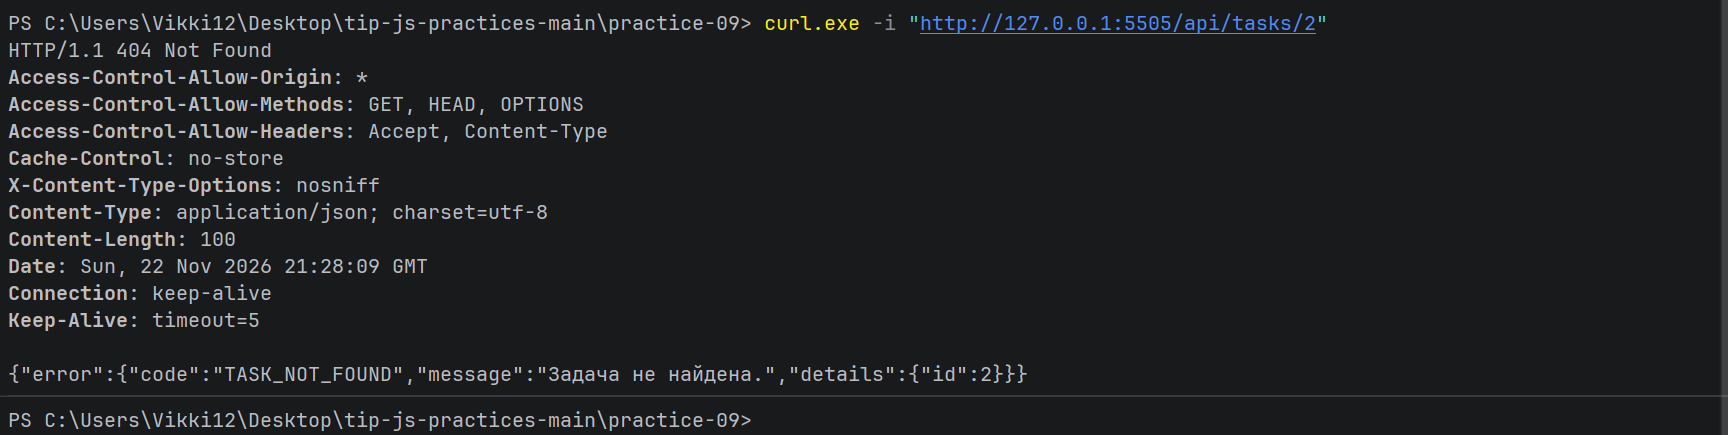 PS C:\Users\Vikki12\Desktop\tip-js-practices-main\practice-09> curl.exe -i "http://127.0.0.1:5505/api/tasks/2"
HTTP/1.1 404 Not Found
Access-Control-Allow-Origin: *
Access-Control-Allow-Methods: GET, HEAD, OPTIONS
Access-Control-Allow-Headers: Accept, Content-Type
Cache-Control: no-store
X-Content-Type-Options: nosniff
Content-Type: application/json; charset=utf-8
Content-Length: 100
Date: Sun, 22 Nov 2026 21:28:09 GMT
Connection: keep-alive
Keep-Alive: timeout=5
{"error":{"code":"TASK_NOT_FOUND","message":"Задача не найдена.","details":{"id":2}}}
PS C:\Users\Vikki12\Desktop\tip-js-practices-main\practice-09>